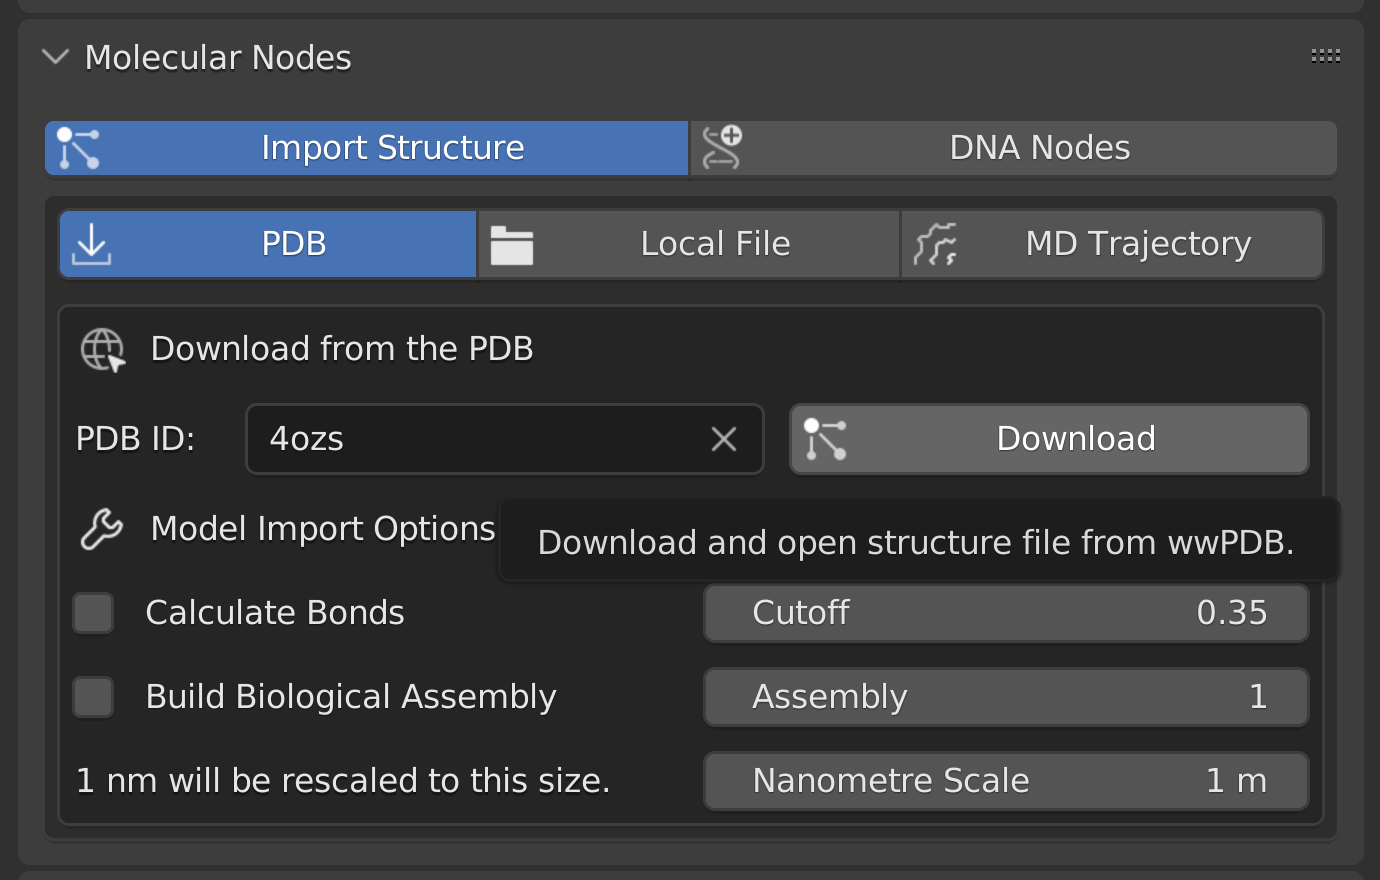 Molecular Nodes
Import Structure DNA Nodes
PDB Local File MD Trajectory
Download from the PDB
PDB ID: 4ozs Download
Model Import Options
Download and open structure file from wwPDB.
Calculate Bonds Cutoff 0.35
Build Biological Assembly Assembly 1
1 nm will be rescaled to this size. Nanometre Scale 1 m